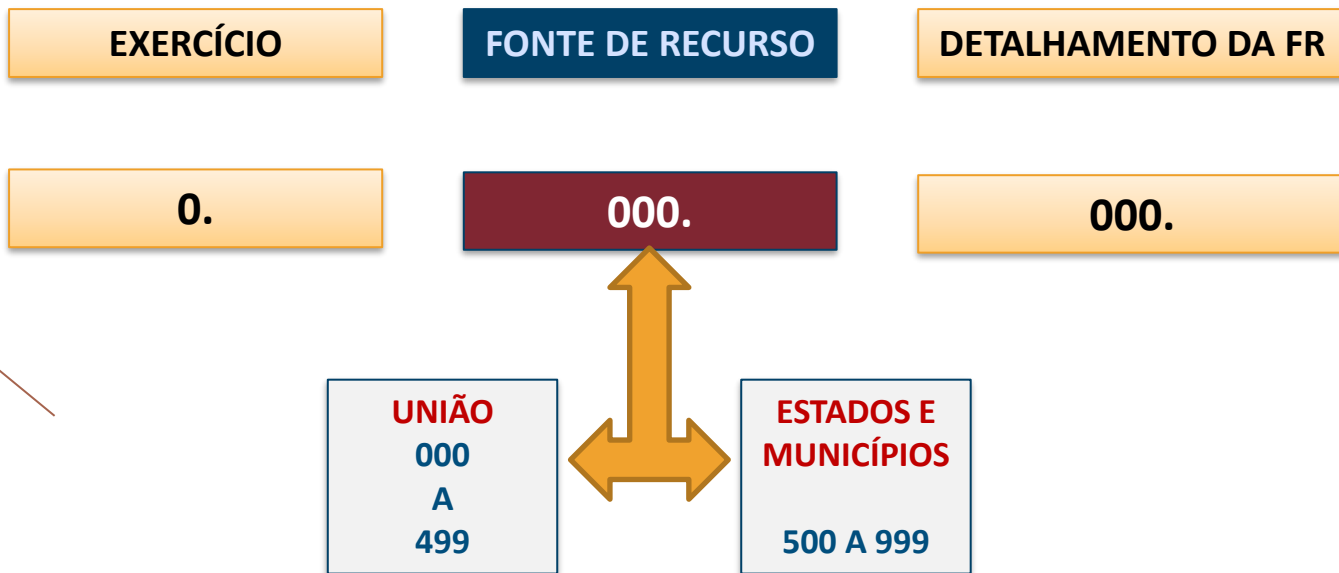 EXERCÍCIO
FONTE DE RECURSO
DETALHAMENTO DA FR
0.
000.
000.
UNIÃO
000
A
499
ESTADOS E
MUNICÍPIOS
500 A 999